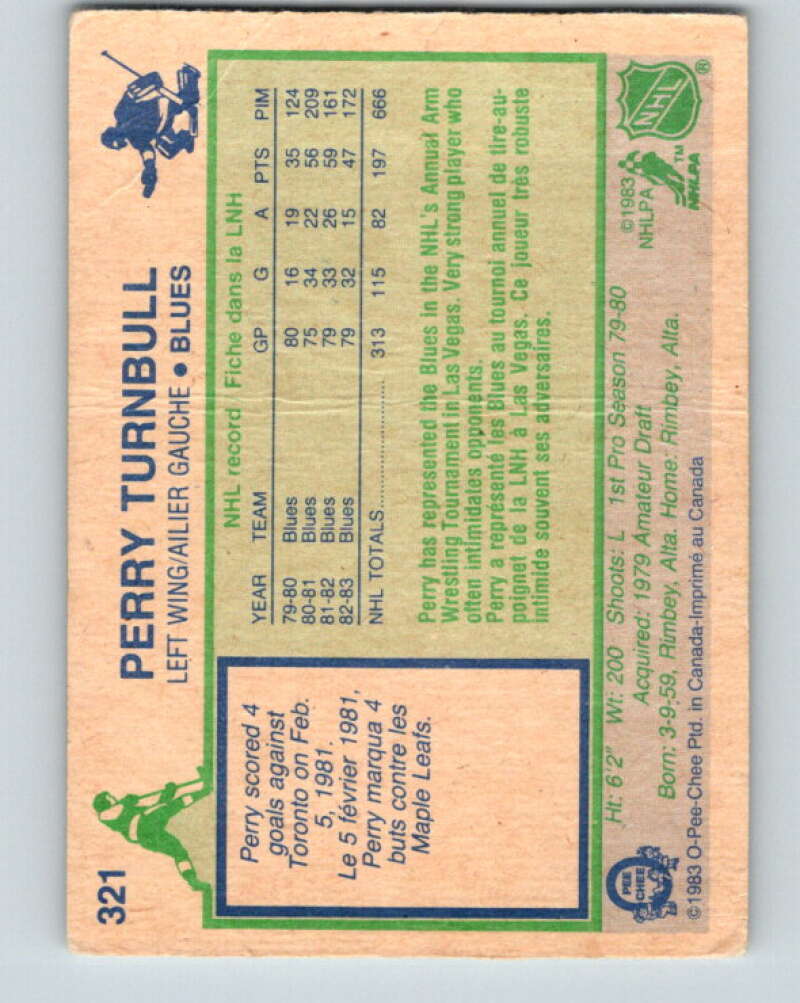 321
PERRY TURNBULL
LEFT WING/AILIER GAUCHE • BLUES
Perry scored 4
goals against
Toronto on Feb.
5, 1981.
Le 5 février 1981,
Perry marqua 4
buts contre les
Maple Leafs.
NHL record Fiche dans la LNH
YEAR TEAM GP G A PTS PIM
79-80 Blues 80 16 19 35 124
80-81 Blues 75 34 22 56 209
81-82 Blues 79 33 26 59 161
82-83 Blues 79 32 15 47 172
NHL TOTALS 313 115 82 197 666
Perry has represented the Blues in the NHL's Annual Arm
Wrestling Tournament in Las Vegas. Very strong player who
often intimidates opponents.
Perry a représenté les Blues au tournoi annuel de tire-au-
poignet de la LNH à Las Vegas. Ce joueur très robuste
intimide souvent ses adversaires.
Ht: 6'2" Wt: 200 Shoots: L 1st Pro Season 79-80
Acquired: 1979 Amateur Draft
Born: 3-9-59, Rimbey, Alta. Home: Rimbey, Alta.
©1983 O-Pee-Chee Ptd. in Canada-Imprimé au Canada
O
PEE
CHEE
©1983
NHLPA
NHLPA
™
NHL
®